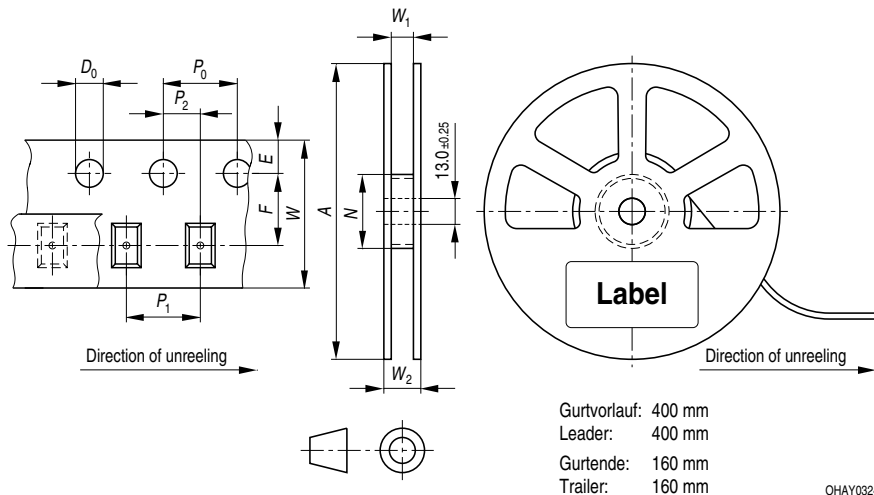 W1
D0
P0
P2
E
F
W
A
N
13.0 ±0.25
P1
W2
Label
Direction of unreeling
Direction of unreeling
Gurtvorlauf: 400 mm
Leader: 400 mm
Gurtende: 160 mm
Trailer: 160 mm